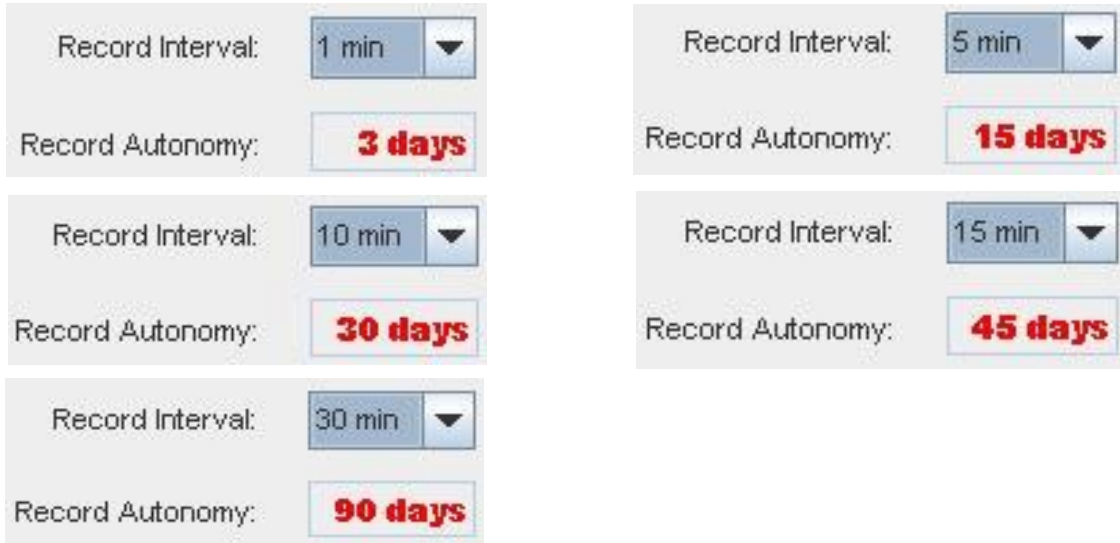 Record Interval: 1 min
Record Autonomy: 3 days
Record Interval: 5 min
Record Autonomy: 15 days
Record Interval: 10 min
Record Autonomy: 30 days
Record Interval: 15 min
Record Autonomy: 45 days
Record Interval: 30 min
Record Autonomy: 90 days